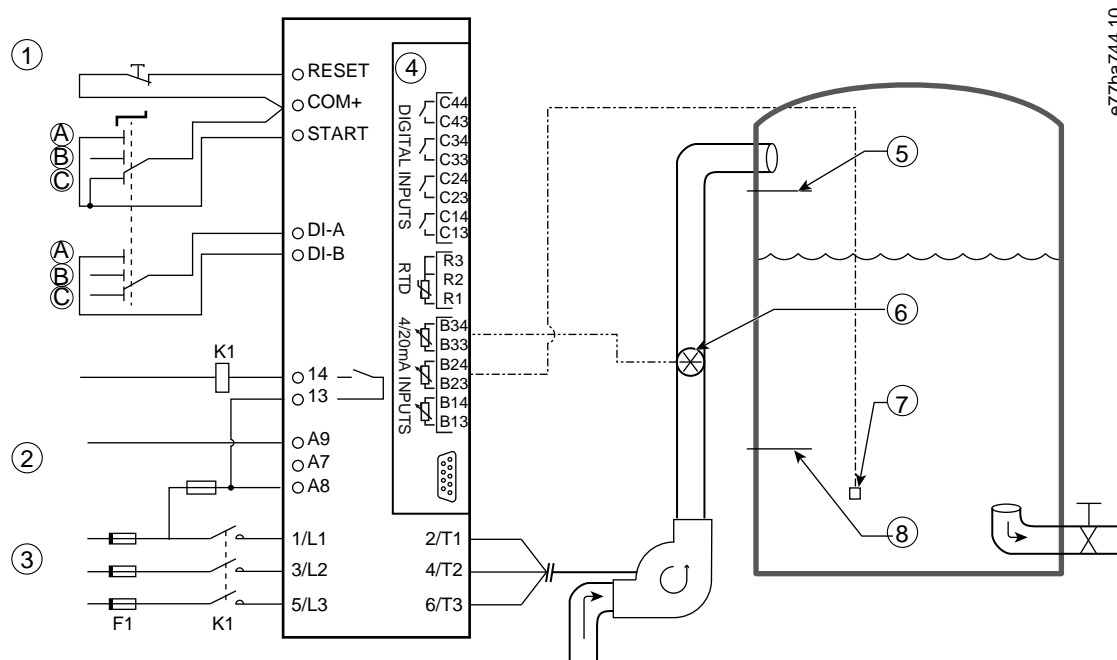 e77ba744.10
1
RESET
COM+
START
A
B
C
DI-A
DI-B
A
B
C
K1
14
13
2
A9
A7
A8
3
1/L1
3/L2
5/L3
F1
K1
4
DIGITAL INPUTS
C44
C43
C34
C33
C24
C23
C14
C13
RTD
R3
R2
R1
4/20mA INPUTS
B34
B33
B24
B23
B14
B13
2/T1
4/T2
6/T3
5
6
7
8